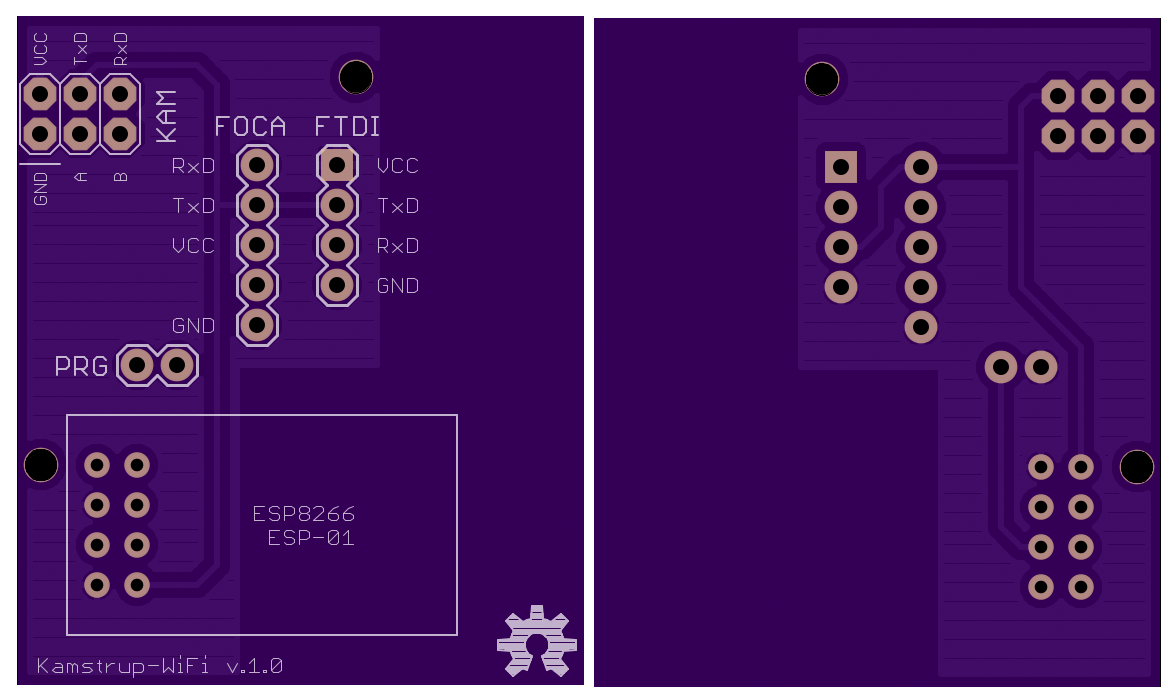 VCC TxD RxD
KAM
GND A B
FOCA FTDI
RxD VCC
TxD TxD
VCC RxD
GND
GND
PRG
ESP8266
ESP-01
Kamstrup-WiFi v.1.0